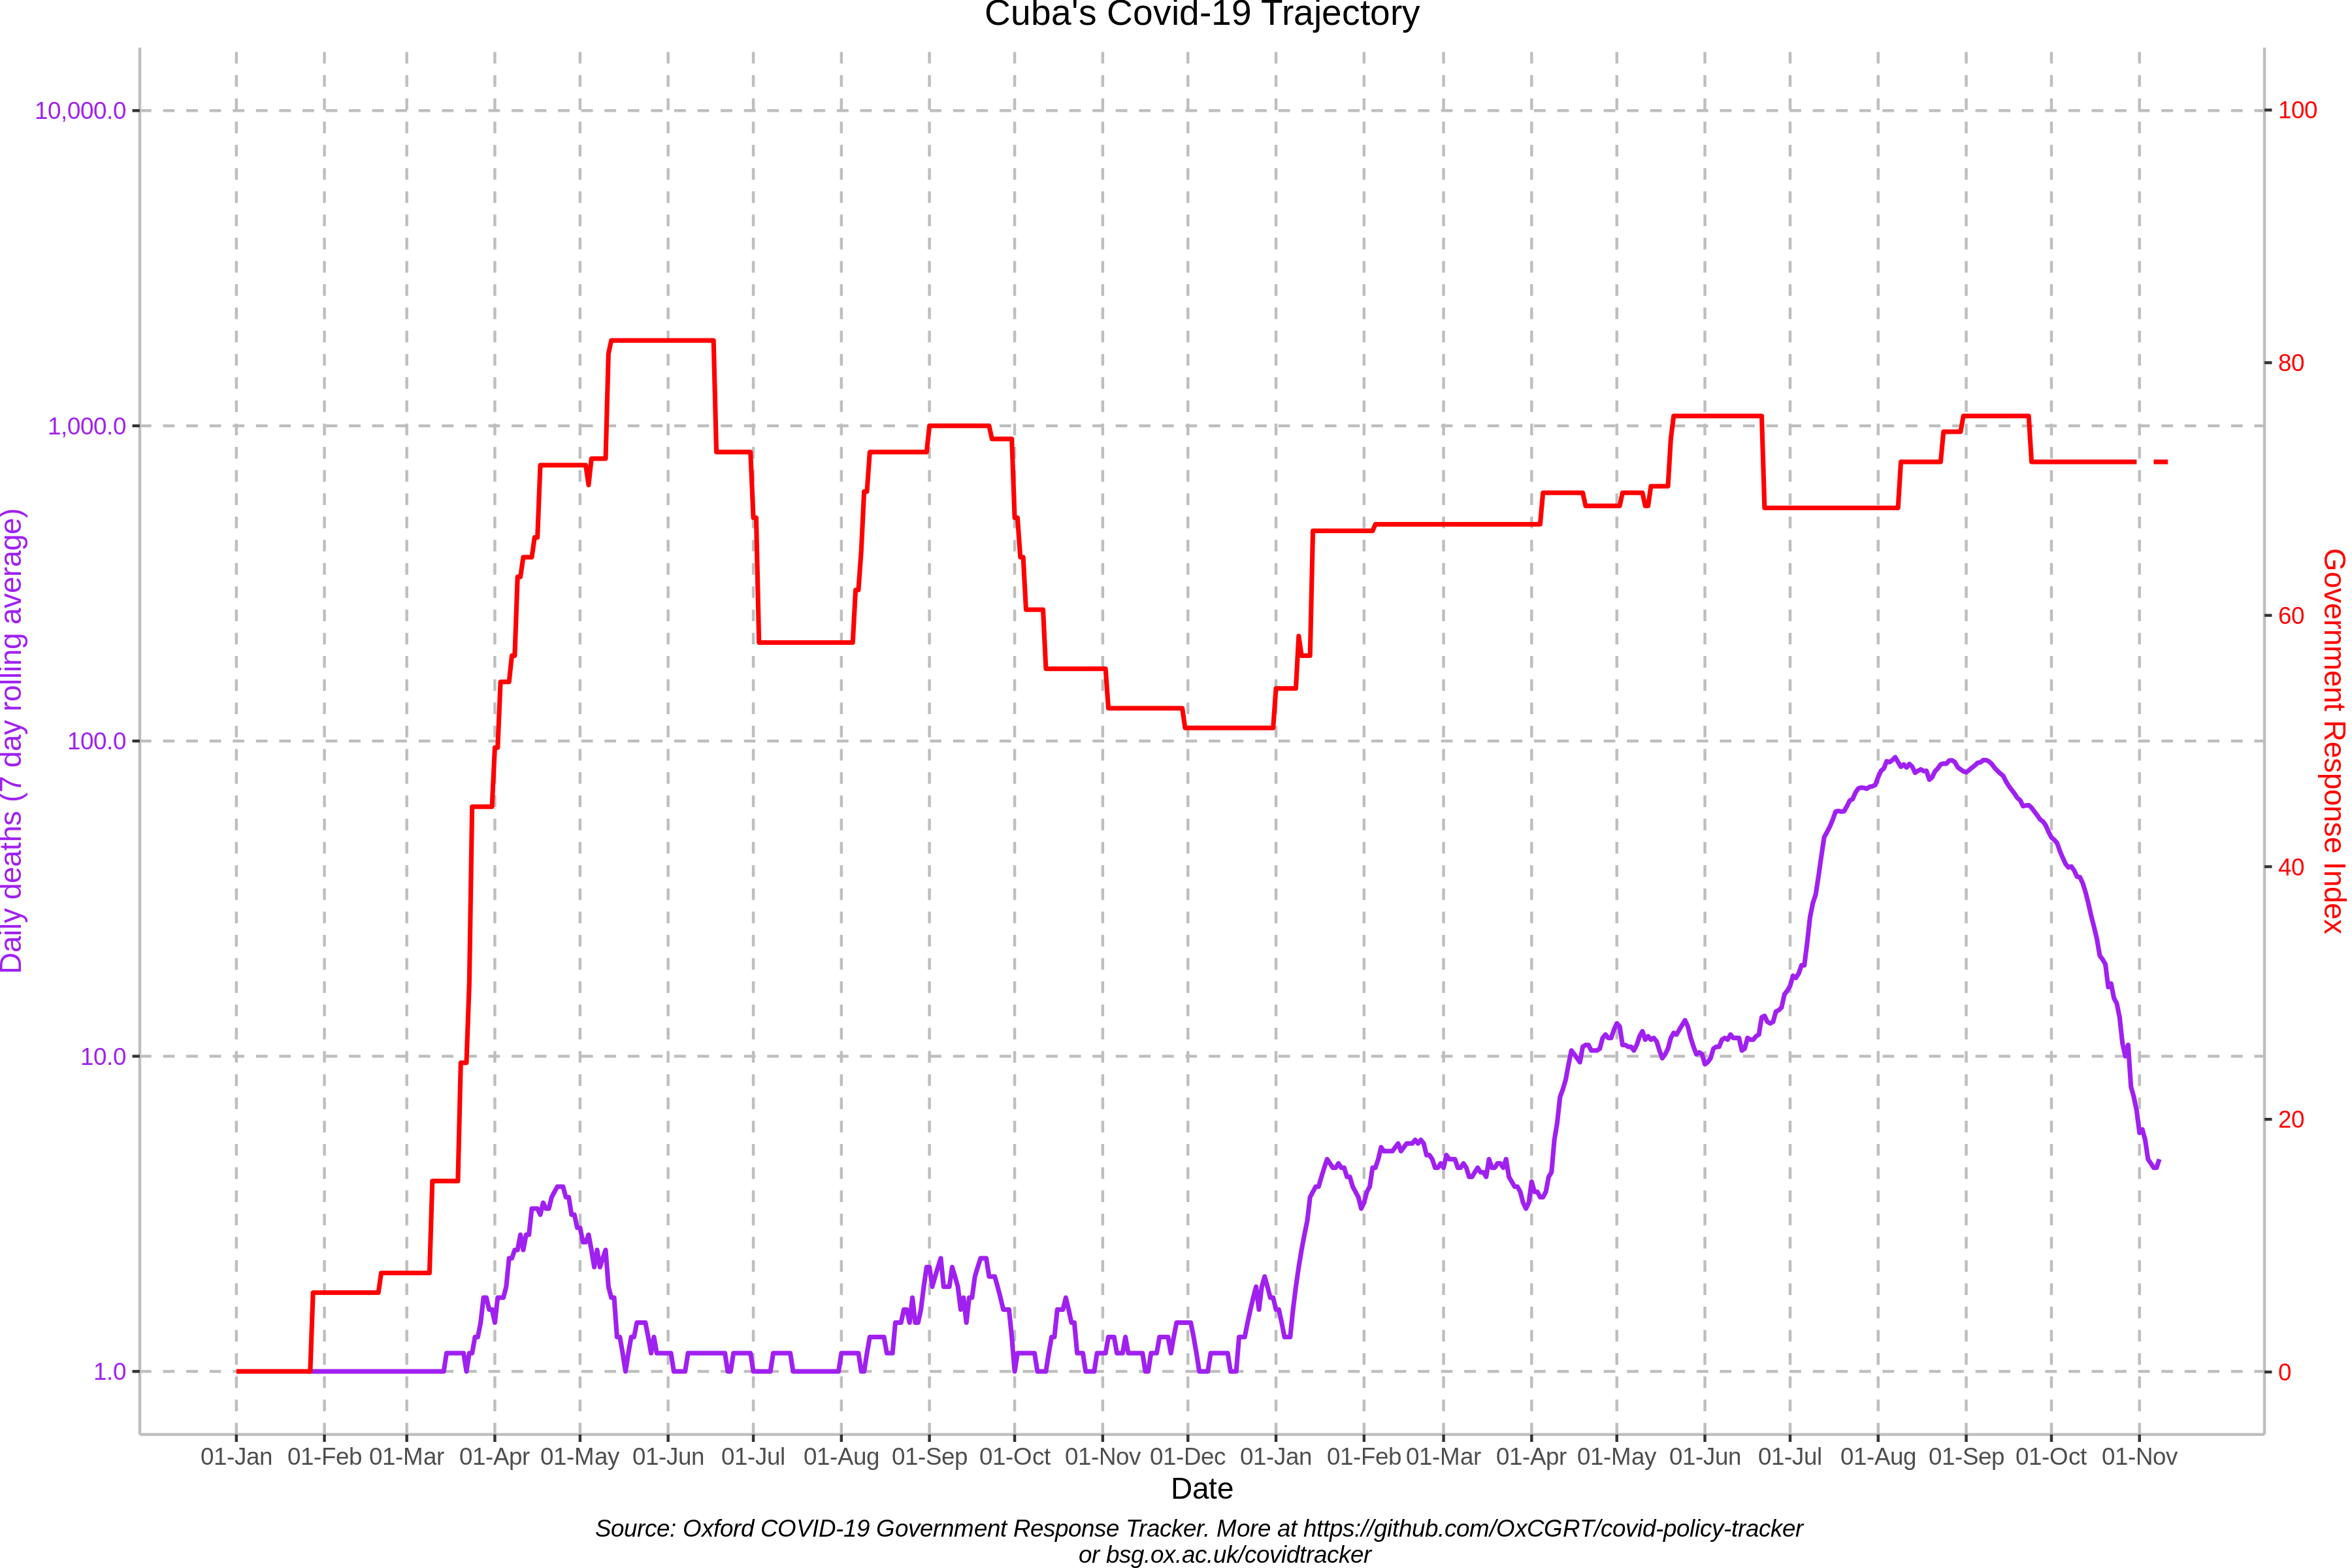 Cuba's Covid-19 Trajectory
10,000.0
1,000.0
100.0
10.0
1.0
Daily deaths (7 day rolling average)
100
80
60
40
20
0
Government Response Index
01-Jan 01-Feb 01-Mar 01-Apr 01-May 01-Jun 01-Jul 01-Aug 01-Sep 01-Oct 01-Nov 01-Dec 01-Jan 01-Feb 01-Mar 01-Apr 01-May 01-Jun 01-Jul 01-Aug 01-Sep 01-Oct 01-Nov
Date
Source: Oxford COVID-19 Government Response Tracker. More at https://github.com/OxCGRT/covid-policy-tracker
or bsg.ox.ac.uk/covidtracker